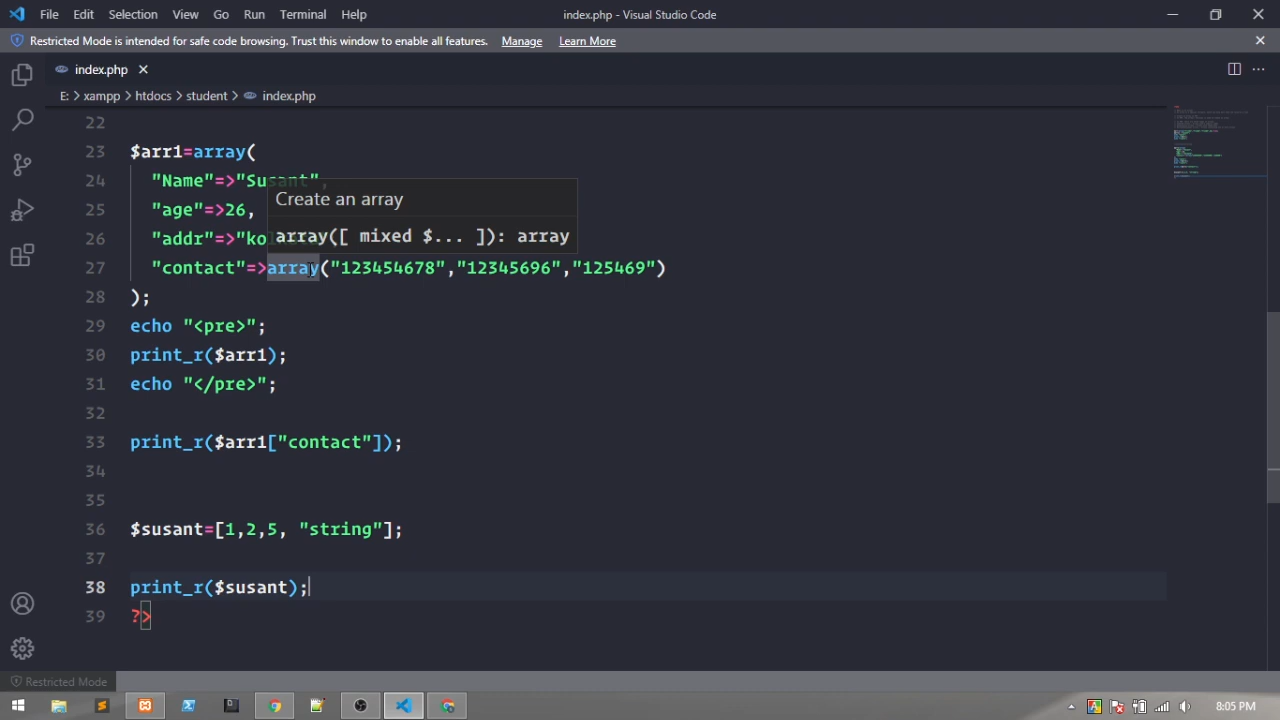 File Edit Selection View Go Run Terminal Help index.php - Visual Studio Code
Restricted Mode is intended for safe code browsing. Trust this window to enable all features. Manage Learn More
index.php
E: > xampp > htdocs > student > index.php
22
23 $arr1=array(
24 "Name"=>"Susant",
Create an array
25 "age"=>26,
array([ mixed $... ]): array
26 "addr"=>"ko
27 "contact"=>array("123454678","12345696","125469")
28 );
29 echo "<pre>";
30 print_r($arr1);
31 echo "</pre>";
32
33 print_r($arr1["contact"]);
34
35
36 $susant=[1,2,5, "string"];
37
38 print_r($susant);
39 ?>
Restricted Mode
8:05 PM